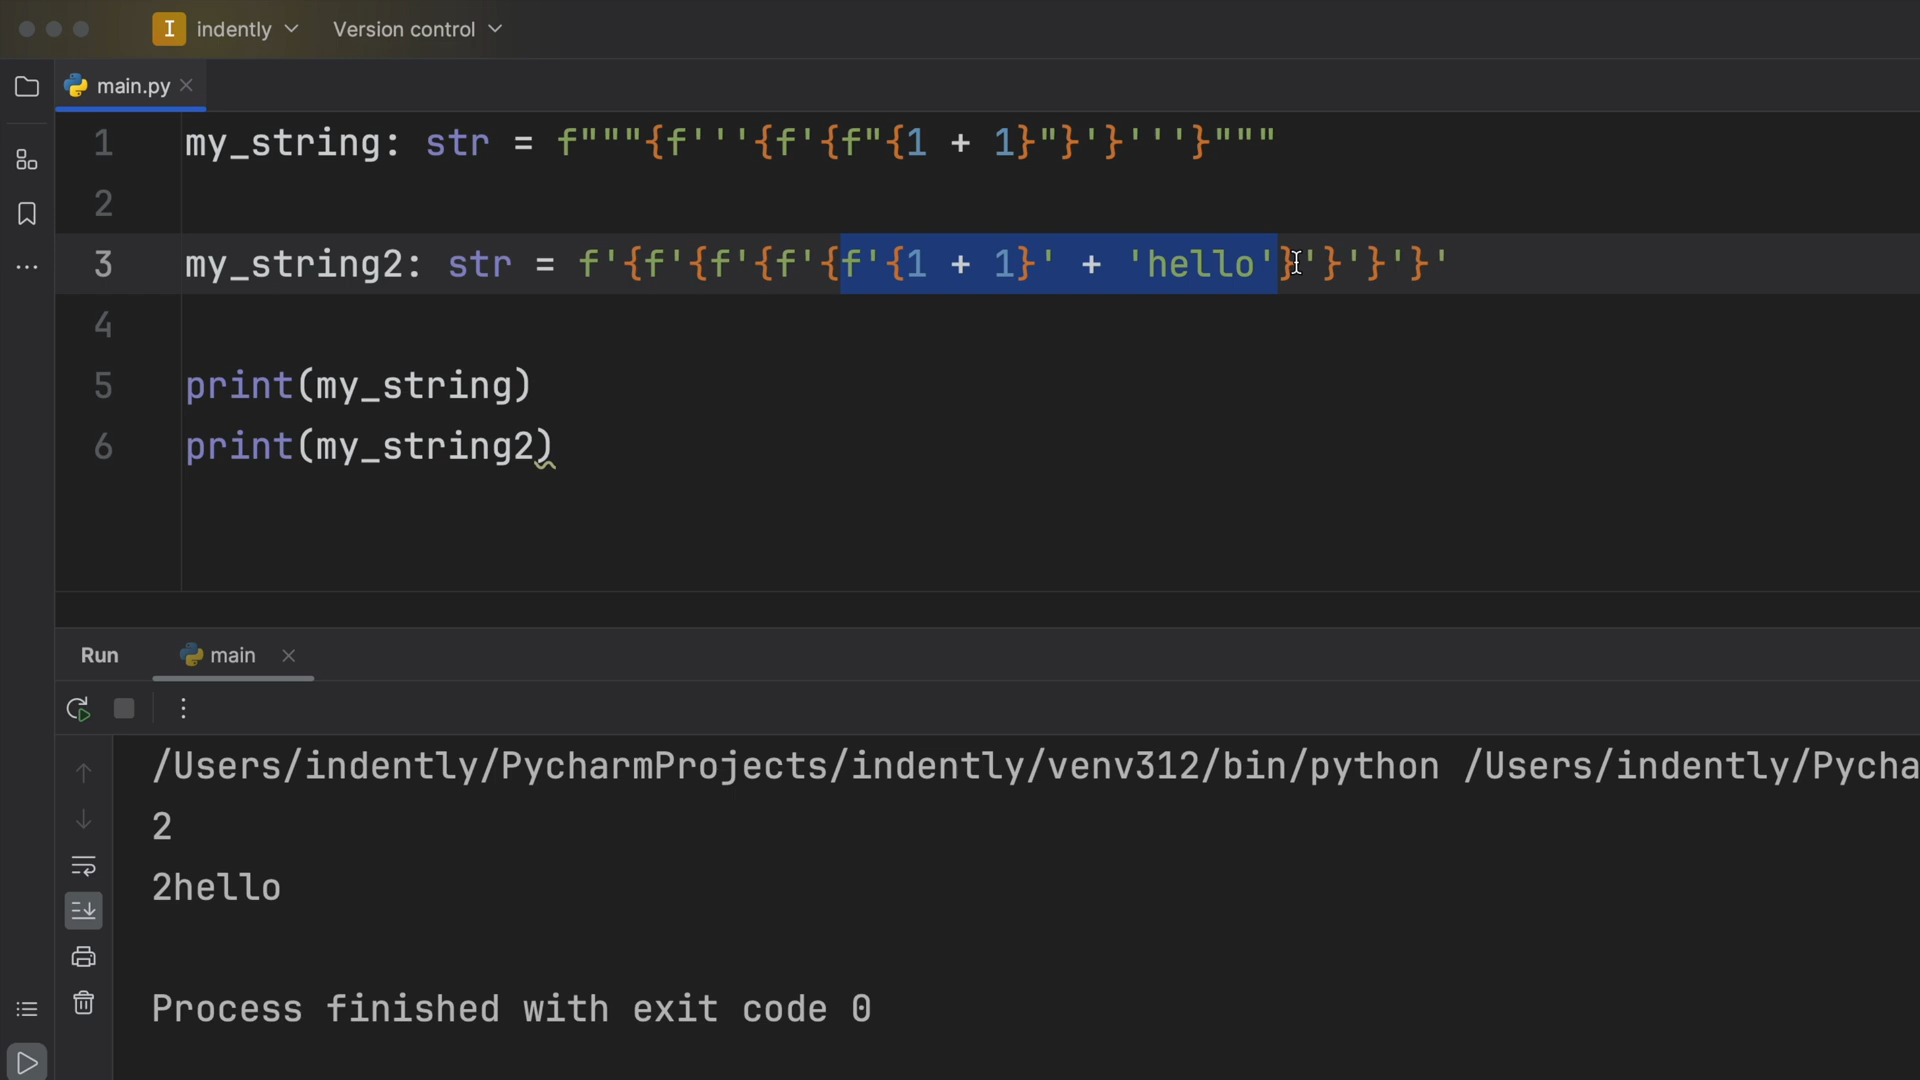 I indently Version control
main.py
1 my_string: str = f"""{f'''{f'{f"{1 + 1}"}'}'''}"""
2
3 my_string2: str = f'{f'{f'{f'{f'{1 + 1}' + 'hello'}'}'}'}'
4
5 print(my_string)
6 print(my_string2)
Run main
/Users/indently/PycharmProjects/indently/venv312/bin/python /Users/indently/Pycha
2
2hello
Process finished with exit code 0